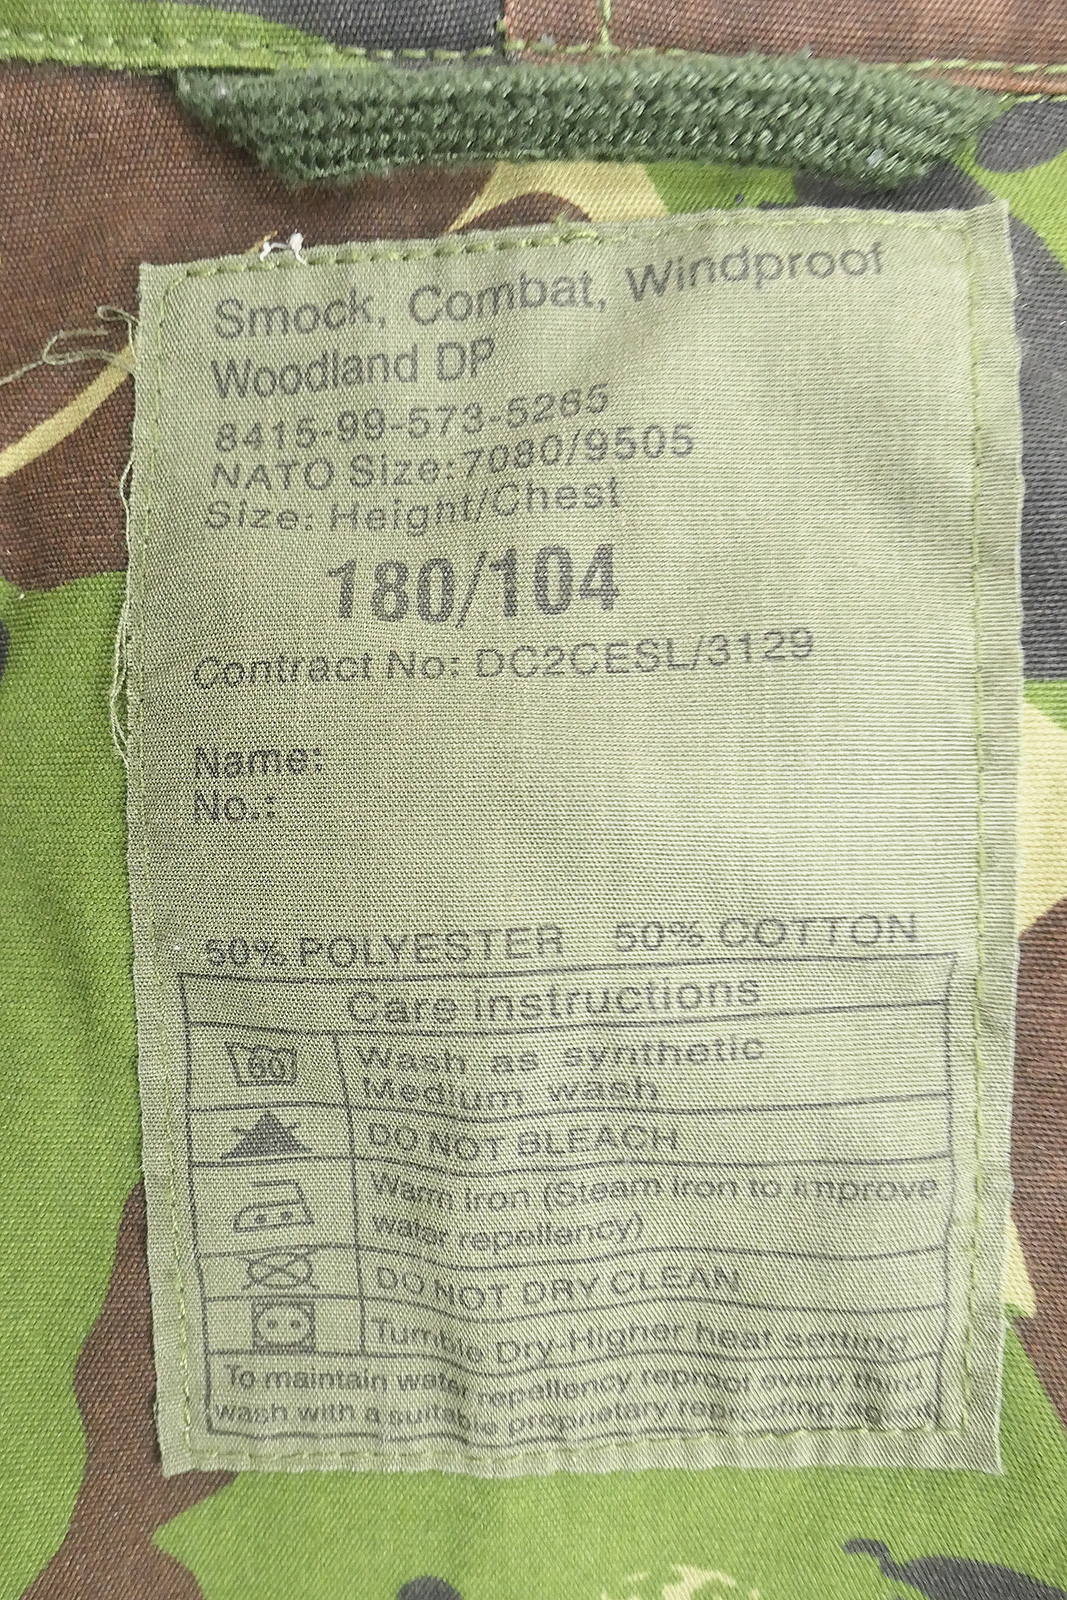 Smock, Combat, Windproof
Woodland DP
8415-99-573-5265
NATO Size:7080/9505
Size: Height/Chest
180/104
Contract No: DC2CESL/3129
Name:
No.:
50% POLYESTER 50% COTTON
Care instructions
60 Wash as synthetic
Medium wash
DO NOT BLEACH
Warm iron (Steam iron to improve
water repellency)
DO NOT DRY CLEAN
Tumble Dry-Higher heat setting
To maintain water repellency reproof every third
wash with a suitable proprietary reproofing agent